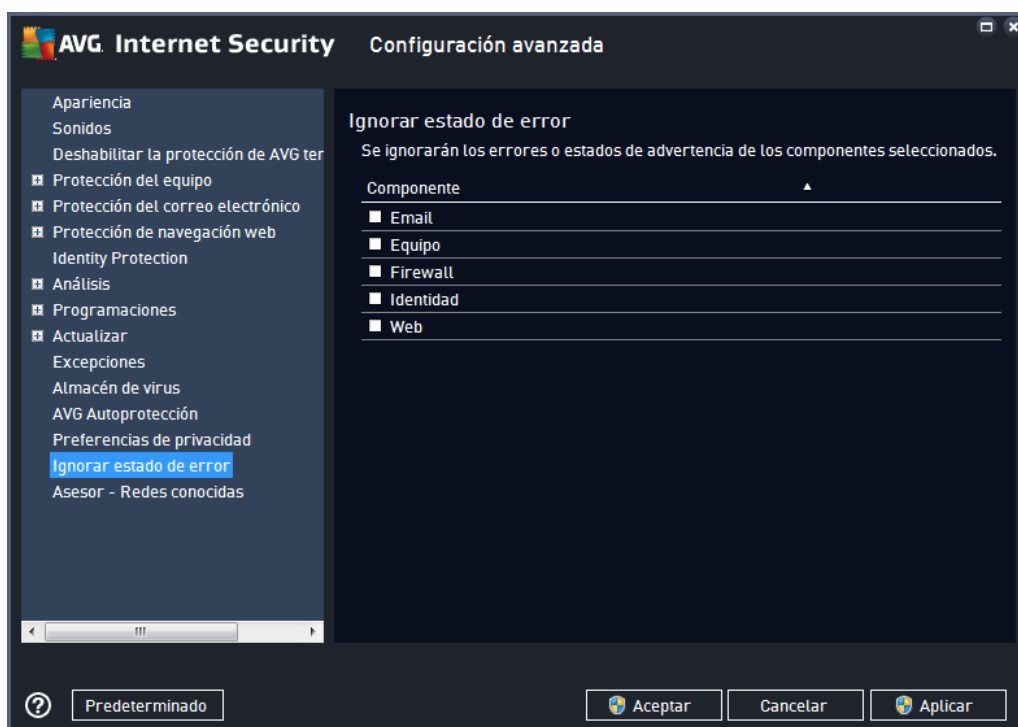 AVG. Internet Security Configuración avanzada
Apariencia
Sonidos
Deshabilitar la protección de AVG ter
Protección del equipo
Protección del correo electrónico
Protección de navegación web
Identity Protection
Análisis
Programaciones
Actualizar
Excepciones
Almacén de virus
AVG Autoprotección
Preferencias de privacidad
Ignorar estado de error
Asesor - Redes conocidas
Ignorar estado de error
Se ignorarán los errores o estados de advertencia de los componentes seleccionados.
Componente
Email
Equipo
Firewall
Identidad
Web
Predeterminado
Aceptar
Cancelar
Aplicar